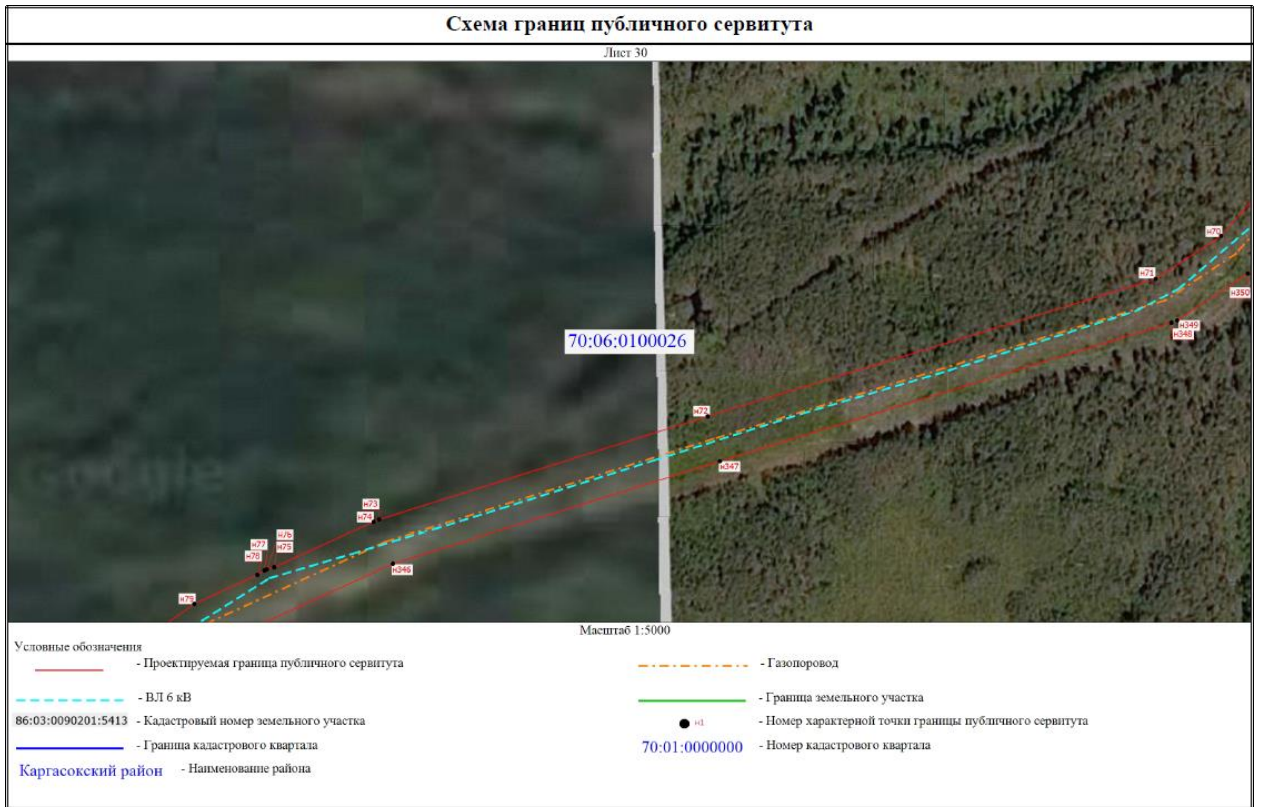 Схема границ публичного сервитута
Лист 30
н70
н71
н350
н349
н348
70:06:0100026
н72
н347
н73
н74
н76
н77
н75
н78
н346
н79
Масштаб 1:5000
Условные обозначения
- Проектируемая граница публичного сервитута
- Газопоровод
- ВЛ 6 кВ
- Граница земельного участка
86:03:0090201:5413 - Кадастровый номер земельного участка
н1 - Номер характерной точки границы публичного сервитута
- Граница кадастрового квартала
70:01:0000000 - Номер кадастрового квартала
Каргасокский район - Наименование района